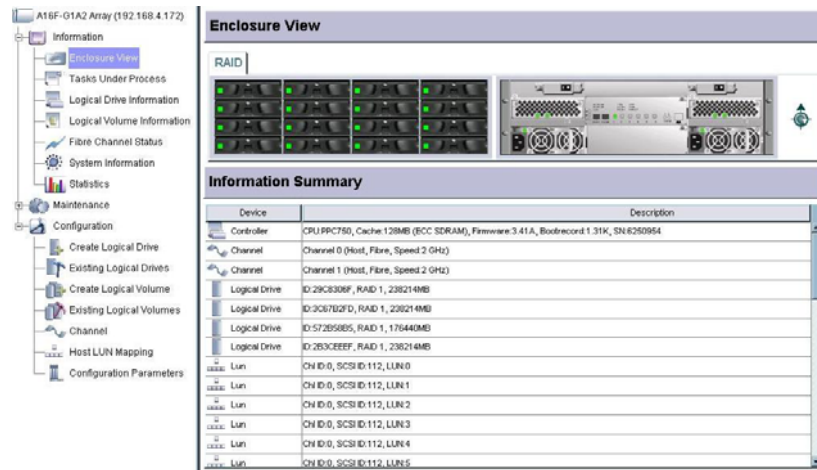 A16F-G1A2 Array (192.168.4.172)
Information
Enclosure View
Tasks Under Process
Logical Drive Information
Logical Volume Information
Fibre Channel Status
System Information
Statistics
Maintenance
Configuration
Create Logical Drive
Existing Logical Drives
Create Logical Volume
Existing Logical Volumes
Channel
Host LUN Mapping
Configuration Parameters
Enclosure View
RAID
Information Summary
Device Description
Controller CPU:PPC750, Cache:128MB (ECC SDRAM), Firmware:3.41A, Bootrecord:1.31K, SN:6250954
Channel Channel 0 (Host, Fibre, Speed:2 GHz)
Channel Channel 1 (Host, Fibre, Speed:2 GHz)
Logical Drive ID:29C8306F, RAID 1, 238214MB
Logical Drive ID:3C67B2FD, RAID 1, 238214MB
Logical Drive ID:572B58B5, RAID 1, 176440MB
Logical Drive ID:2B3CEEEF, RAID 1, 238214MB
Lun Chl ID:0, SCSI ID:112, LUN:0
Lun Chl ID:0, SCSI ID:112, LUN:1
Lun Chl ID:0, SCSI ID:112, LUN:2
Lun Chl ID:0, SCSI ID:112, LUN:3
Lun Chl ID:0, SCSI ID:112, LUN:4
Lun Chl ID:0, SCSI ID:112, LUN:5